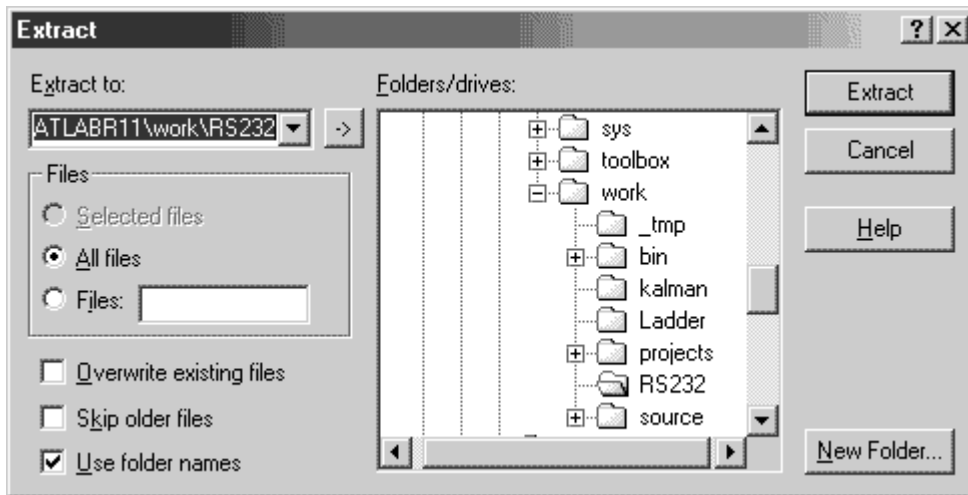 Extract
Extract to:
ATLABR11\work\RS232
->
Files
Selected files
All files
Files:
Overwrite existing files
Skip older files
Use folder names
Folders/drives:
sys
toolbox
work
_tmp
bin
kalman
Ladder
projects
RS232
source
Extract
Cancel
Help
New Folder...